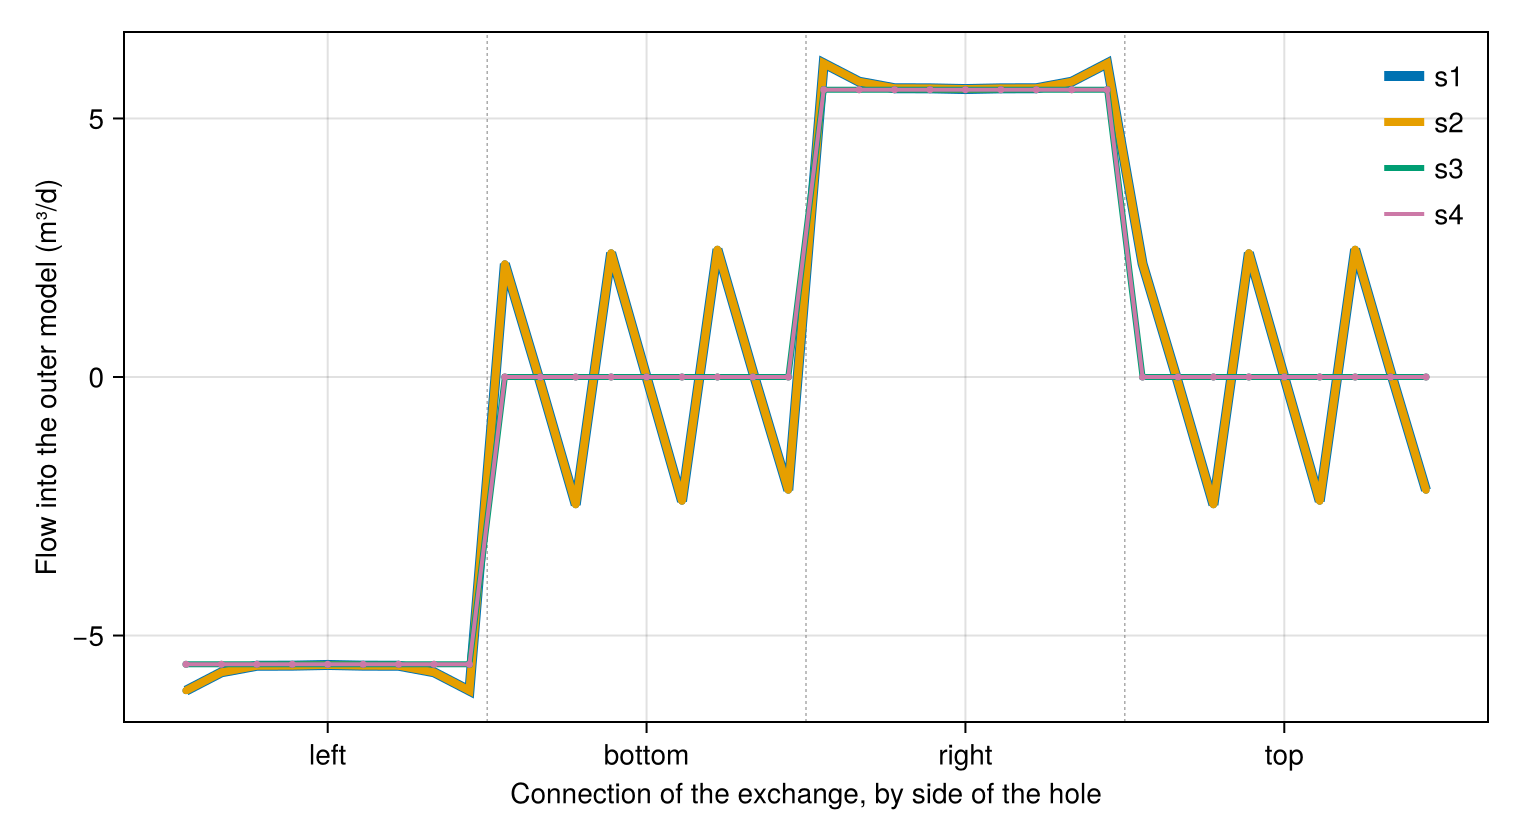 s1
s2
s3
s4
5
0
−5
Flow into the outer model (m³/d)
left bottom right top
Connection of the exchange, by side of the hole